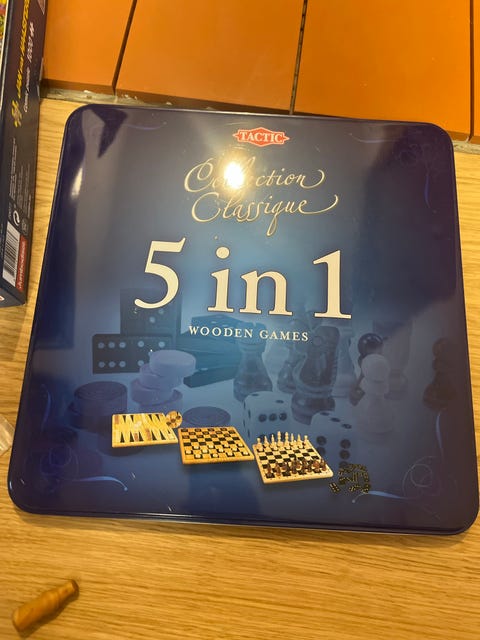 TACTIC
Collection
Classique
5 in 1
WOODEN GAMES